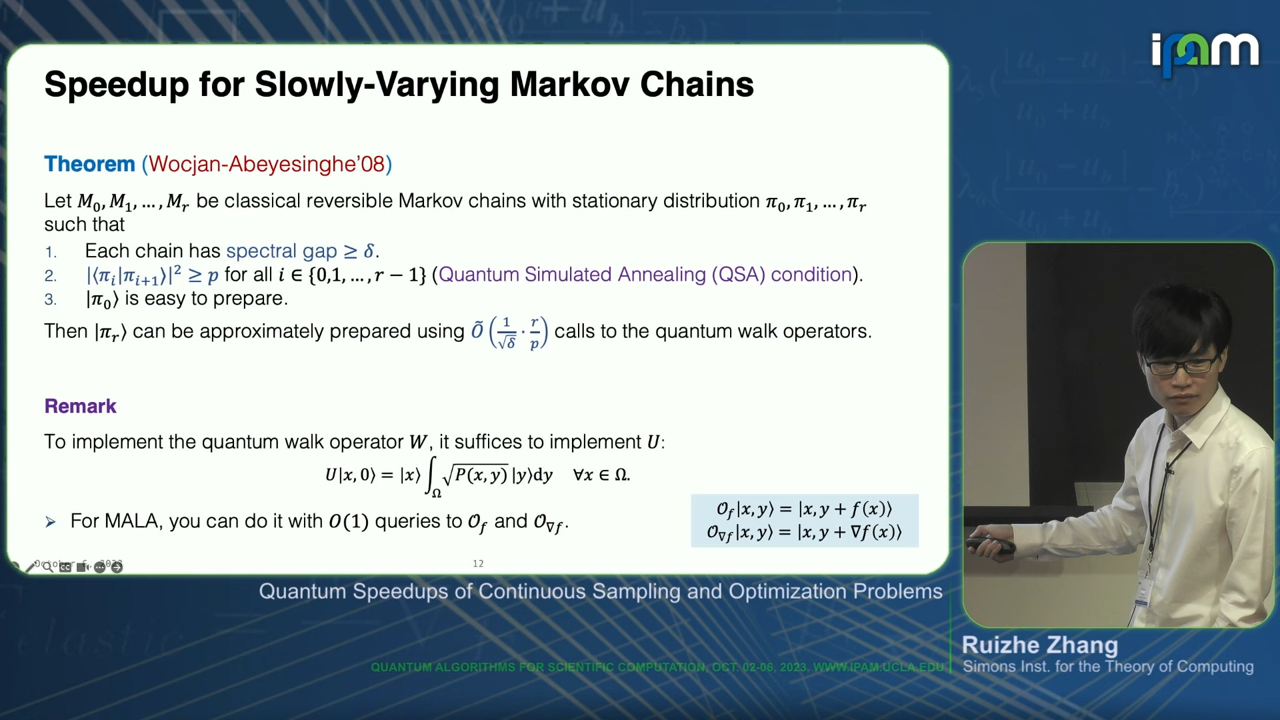 ipam
Speedup for Slowly-Varying Markov Chains
Theorem (Wocjan-Abeyesinghe'08)
Let M₀, M₁, …, Mᵣ be classical reversible Markov chains with stationary distribution π₀, π₁, …, πᵣ
such that
1. Each chain has spectral gap ≥ δ.
2. |⟨πᵢ|πᵢ₊₁⟩|² ≥ p for all i ∈ {0,1, …, r − 1} (Quantum Simulated Annealing (QSA) condition).
3. |π₀⟩ is easy to prepare.
Then |πᵣ⟩ can be approximately prepared using Õ(1/√δ · r/p) calls to the quantum walk operators.
Remark
To implement the quantum walk operator W, it suffices to implement U:
U|x, 0⟩ = |x⟩ ∫_Ω √P(x, y) |y⟩dy ∀x ∈ Ω.
➢ For MALA, you can do it with O(1) queries to 𝒪_f and 𝒪_∇f.
𝒪_f|x, y⟩ = |x, y + f(x)⟩
𝒪_∇f|x, y⟩ = |x, y + ∇f(x)⟩
12
Quantum Speedups of Continuous Sampling and Optimization Problems
Ruizhe Zhang
Simons Inst. for the Theory of Computing
QUANTUM ALGORITHMS FOR SCIENTIFIC COMPUTATION, OCT. 02-06, 2023, WWW.IPAM.UCLA.EDU